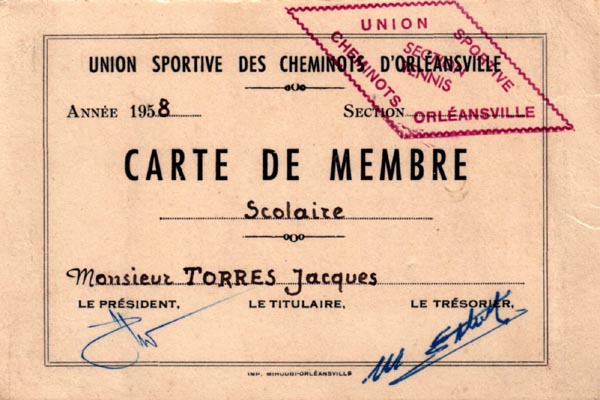 UNION SPORTIVE DES CHEMINOTS D'ORLÉANSVILLE
UNION SPORTIVE
SECTION
TENNIS
CHEMINOTS ORLÉANSVILLE
ANNÉE 1958 SECTION
CARTE DE MEMBRE
Scolaire
Monsieur TORRES Jacques
LE PRÉSIDENT, LE TITULAIRE, LE TRÉSORIER,
IMP. MIHOUBI-ORLÉANSVILLE